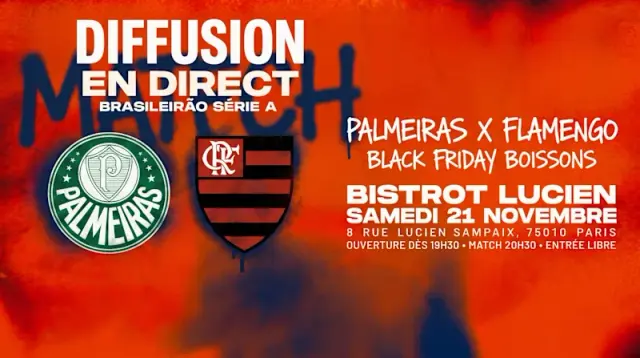 MATCH
DIFFUSION
EN DIRECT
BRASILEIRÃO SÉRIE A
P
PALMEIRAS
CRF
PALMEIRAS X FLAMENGO
BLACK FRIDAY BOISSONS
BISTROT LUCIEN
SAMEDI 21 NOVEMBRE
8 RUE LUCIEN SAMPAIX, 75010 PARIS
OUVERTURE DÈS 19H30 • MATCH 20H30 • ENTRÉE LIBRE